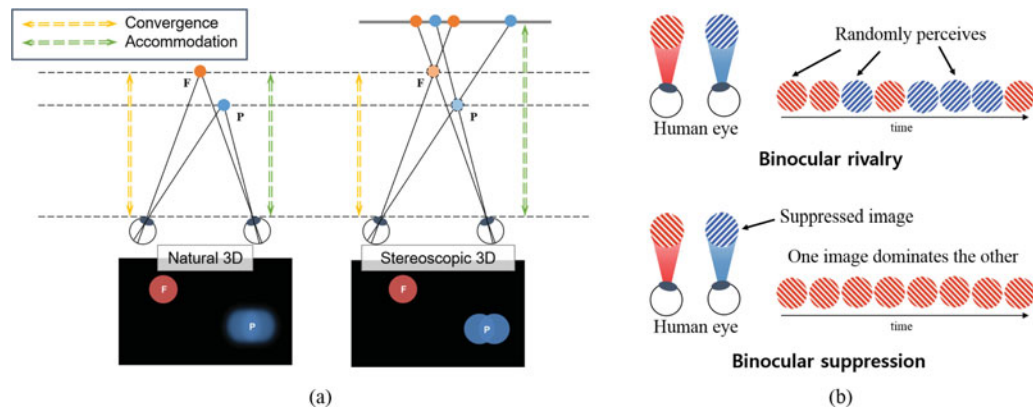 Convergence
Accommodation
F
P
F
P
Natural 3D
Stereoscopic 3D
F
P
F
P
(a)
Randomly perceives
Human eye
time
Binocular rivalry
Suppressed image
One image dominates the other
Human eye
time
Binocular suppression
(b)